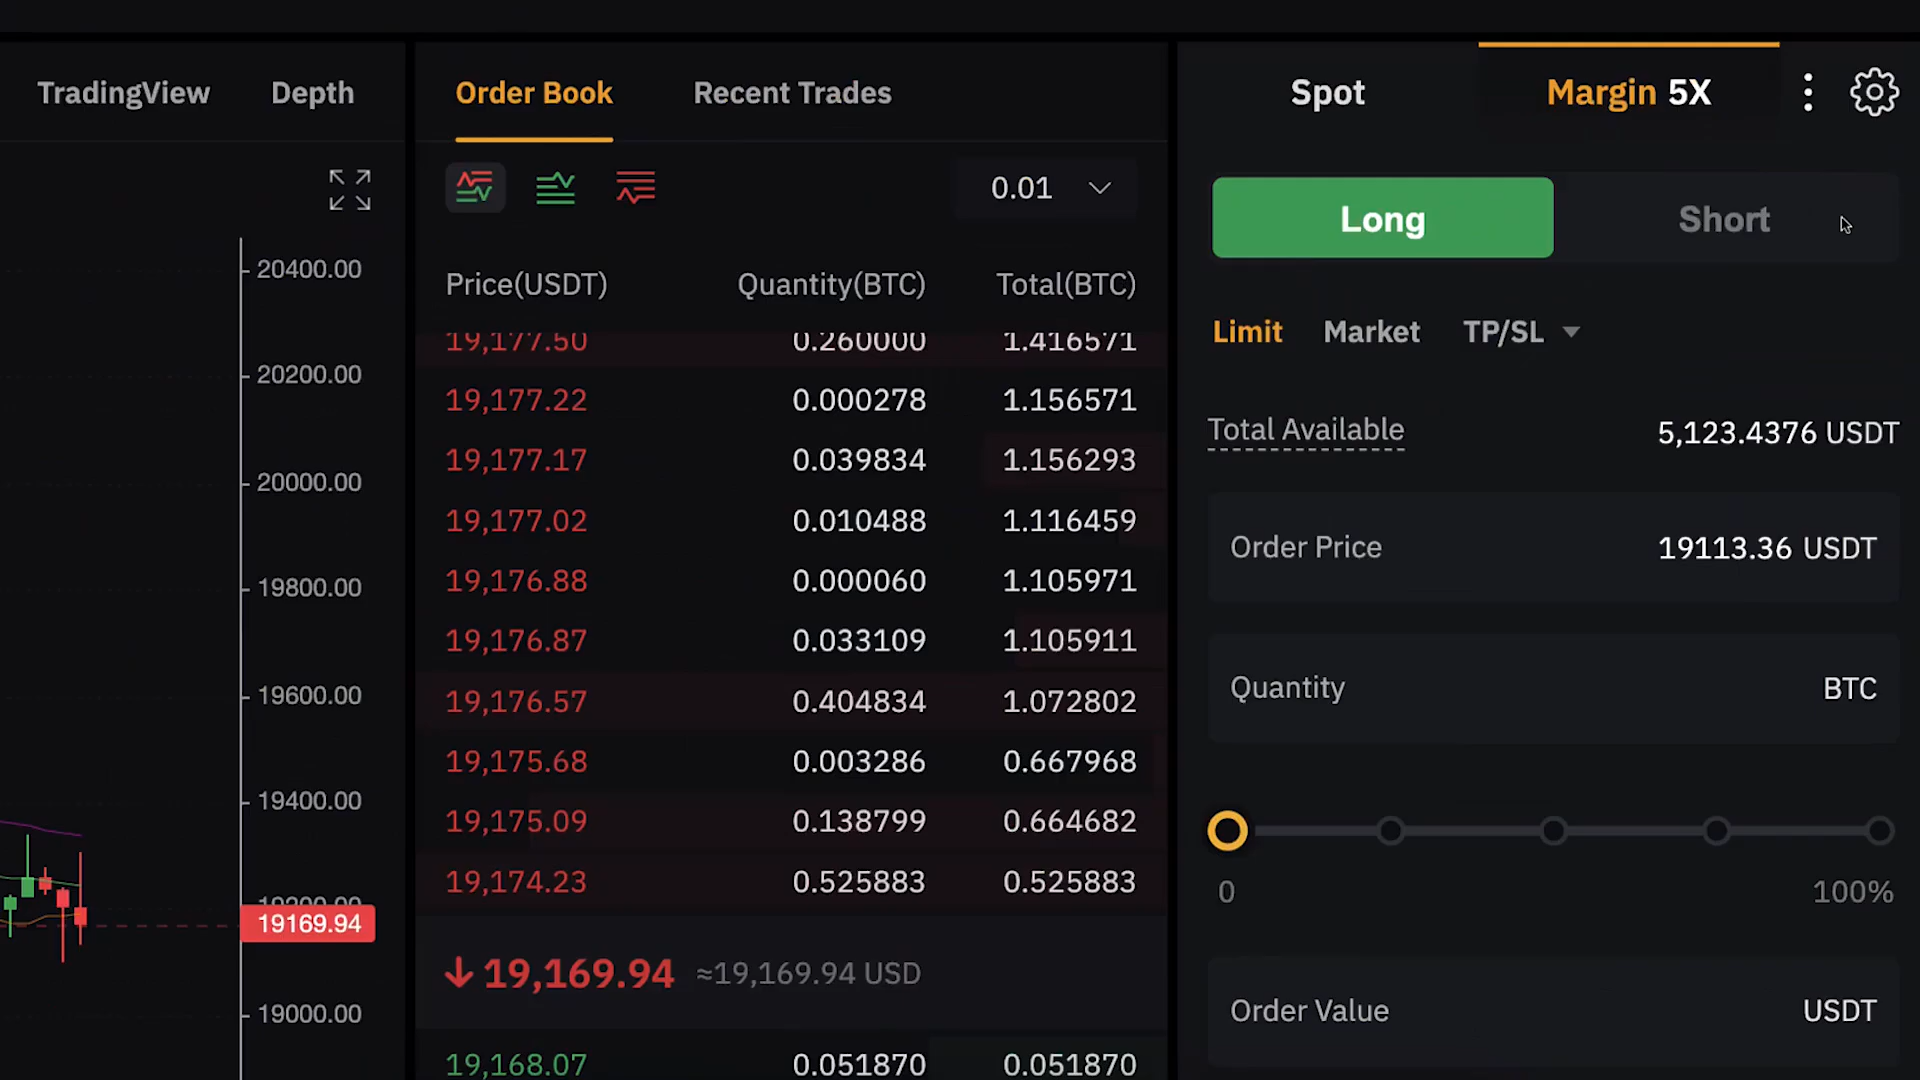 TradingView Depth
20400.00
20200.00
20000.00
19800.00
19600.00
19400.00
19169.94
19000.00
Order Book Recent Trades
0.01
Price(USDT) Quantity(BTC) Total(BTC)
19,177.50 0.260000 1.416571
19,177.22 0.000278 1.156571
19,177.17 0.039834 1.156293
19,177.02 0.010488 1.116459
19,176.88 0.000060 1.105971
19,176.87 0.033109 1.105911
19,176.57 0.404834 1.072802
19,175.68 0.003286 0.667968
19,175.09 0.138799 0.664682
19,174.23 0.525883 0.525883
19,169.94 ≈19,169.94 USD
19,168.07 0.051870 0.051870
Spot Margin 5X
Long Short
Limit Market TP/SL
Total Available 5,123.4376 USDT
Order Price 19113.36 USDT
Quantity BTC
0 100%
Order Value USDT